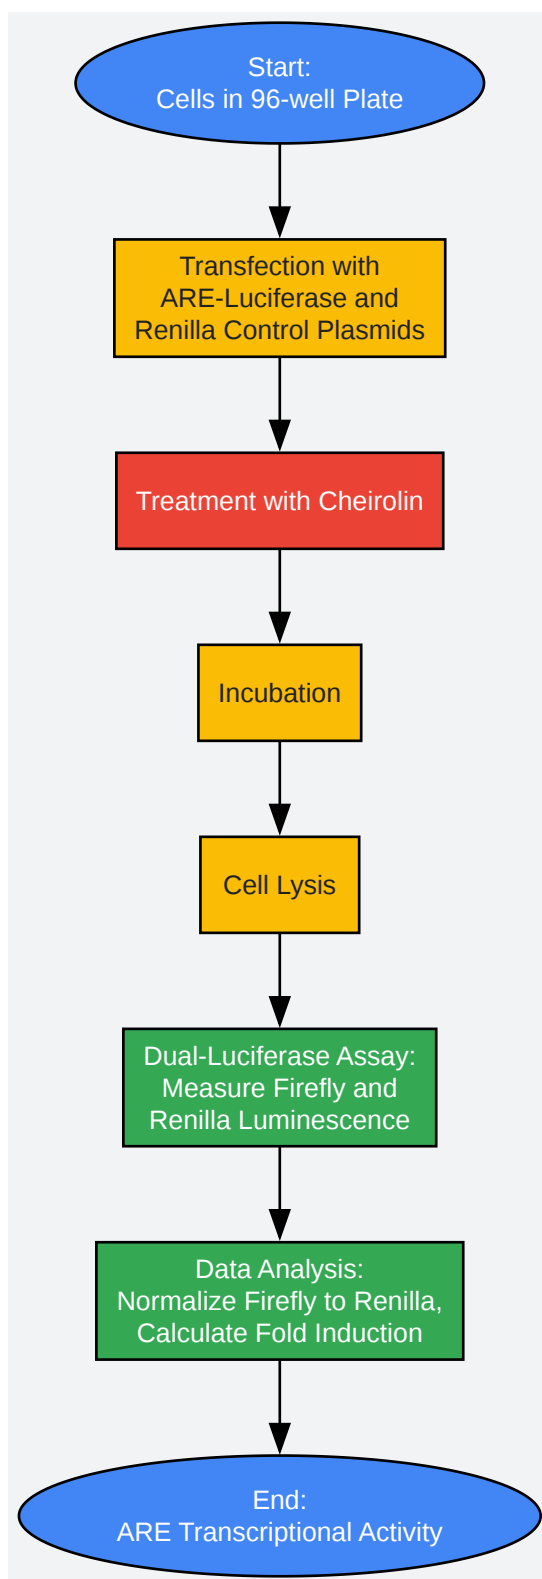 Start:
Cells in 96-well Plate
Transfection with
ARE-Luciferase and
Renilla Control Plasmids
Treatment with Cheirolin
Incubation
Cell Lysis
Dual-Luciferase Assay:
Measure Firefly and
Renilla Luminescence
Data Analysis:
Normalize Firefly to Renilla,
Calculate Fold Induction
End:
ARE Transcriptional Activity